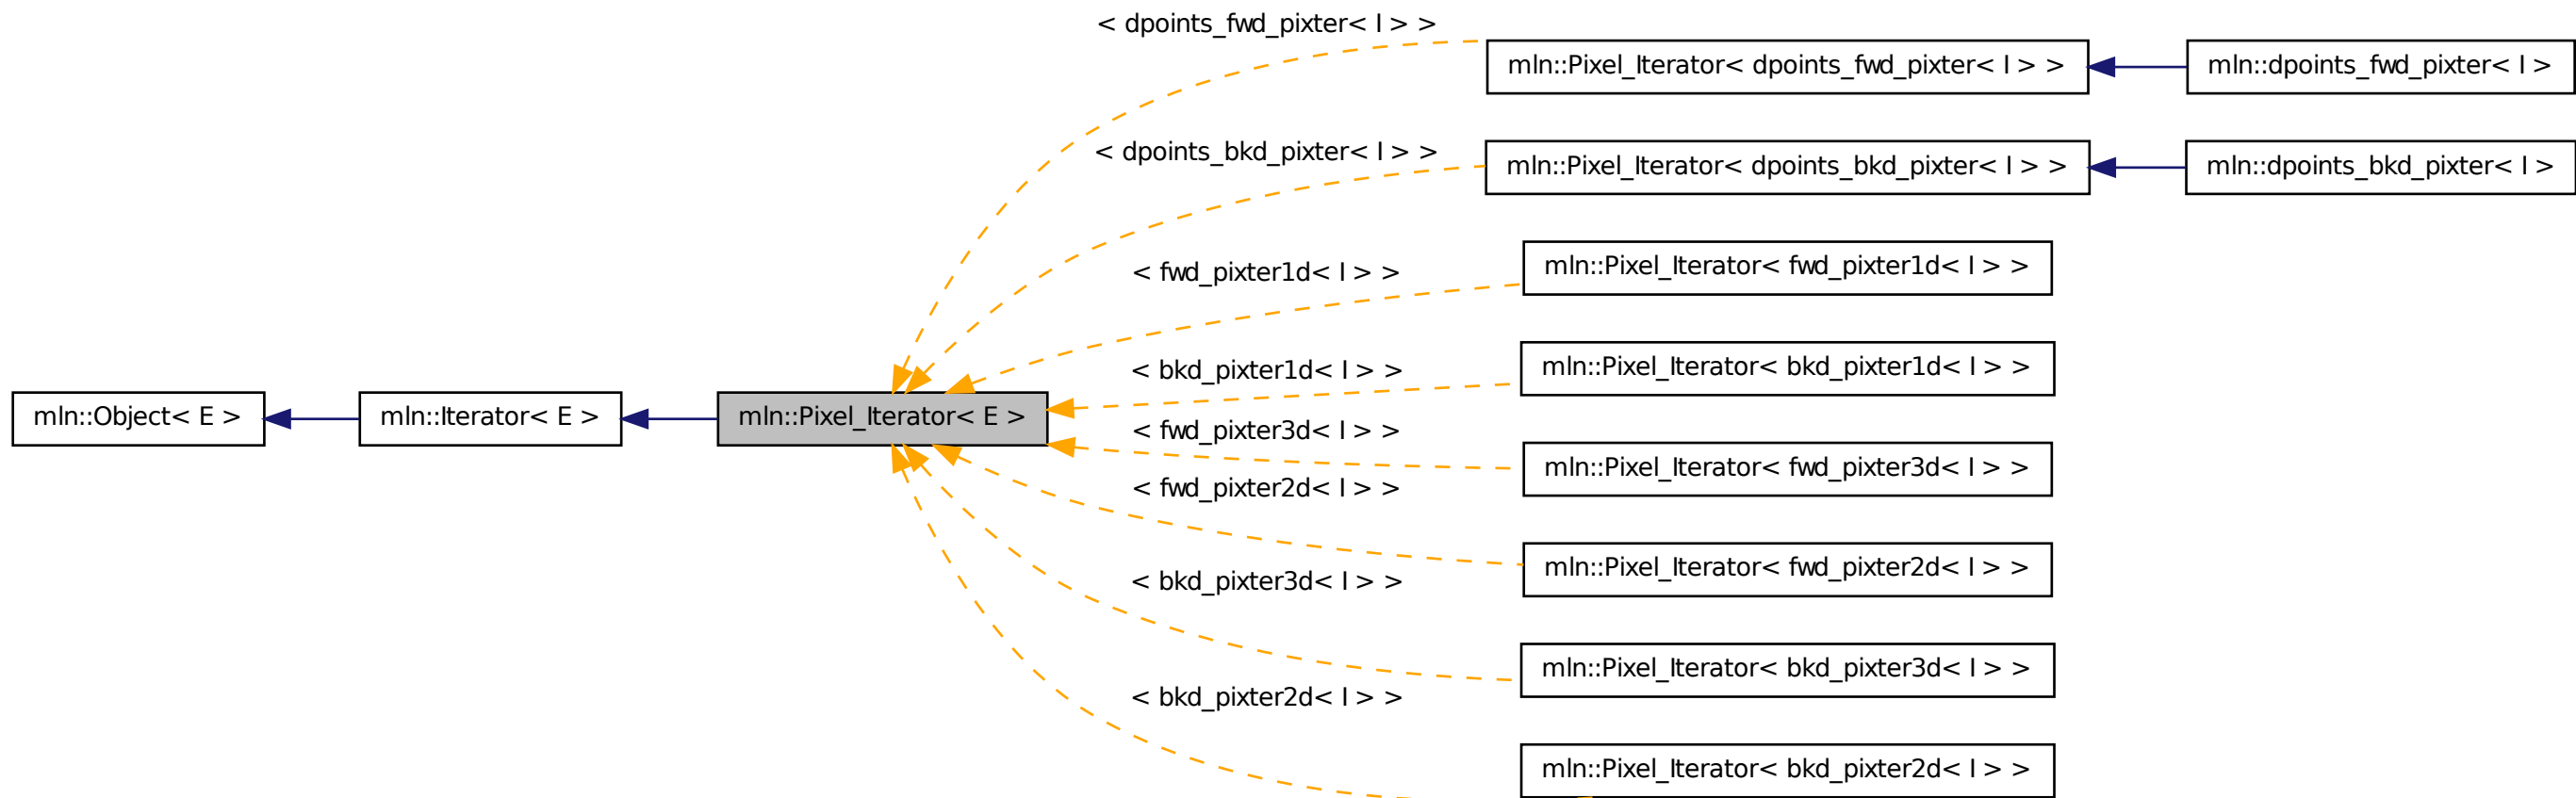 < dpoints_fwd_pixter< I > >
mln::Pixel_Iterator< dpoints_fwd_pixter< I > >
mln::dpoints_fwd_pixter< I >
< dpoints_bkd_pixter< I > >
mln::Pixel_Iterator< dpoints_bkd_pixter< I > >
mln::dpoints_bkd_pixter< I >
< fwd_pixter1d< I > >
mln::Pixel_Iterator< fwd_pixter1d< I > >
< bkd_pixter1d< I > >
mln::Pixel_Iterator< bkd_pixter1d< I > >
mln::Object< E >
mln::Iterator< E >
mln::Pixel_Iterator< E >
< fwd_pixter3d< I > >
mln::Pixel_Iterator< fwd_pixter3d< I > >
< fwd_pixter2d< I > >
mln::Pixel_Iterator< fwd_pixter2d< I > >
< bkd_pixter3d< I > >
mln::Pixel_Iterator< bkd_pixter3d< I > >
< bkd_pixter2d< I > >
mln::Pixel_Iterator< bkd_pixter2d< I > >